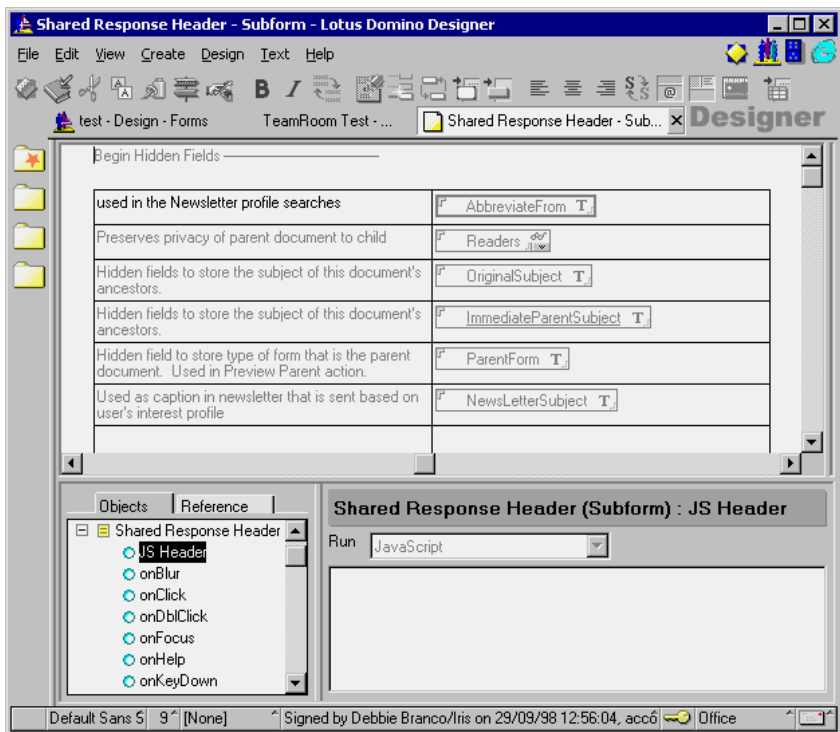 Shared Response Header - Subform - Lotus Domino Designer
File Edit View Create Design Text Help
B I
test - Design - Forms TeamRoom Test - ... Shared Response Header - Sub... Designer
Begin Hidden Fields
used in the Newsletter profile searches AbbreviateFrom T
Preserves privacy of parent document to child Readers
Hidden fields to store the subject of this document's OriginalSubject T
ancestors.
Hidden fields to store the subject of this document's ImmediateParentSubject T
ancestors.
Hidden field to store type of form that is the parent ParentForm T
document. Used in Preview Parent action.
Used as caption in newsletter that is sent based on NewsLetterSubject T
user's interest profile
Objects Reference
Shared Response Header
JS Header
onBlur
onClick
onDblClick
onFocus
onHelp
onKeyDown
Shared Response Header (Subform) : JS Header
Run JavaScript
Default Sans S 9 [None] Signed by Debbie Branco/Iris on 29/09/98 12:56:04, accó Office